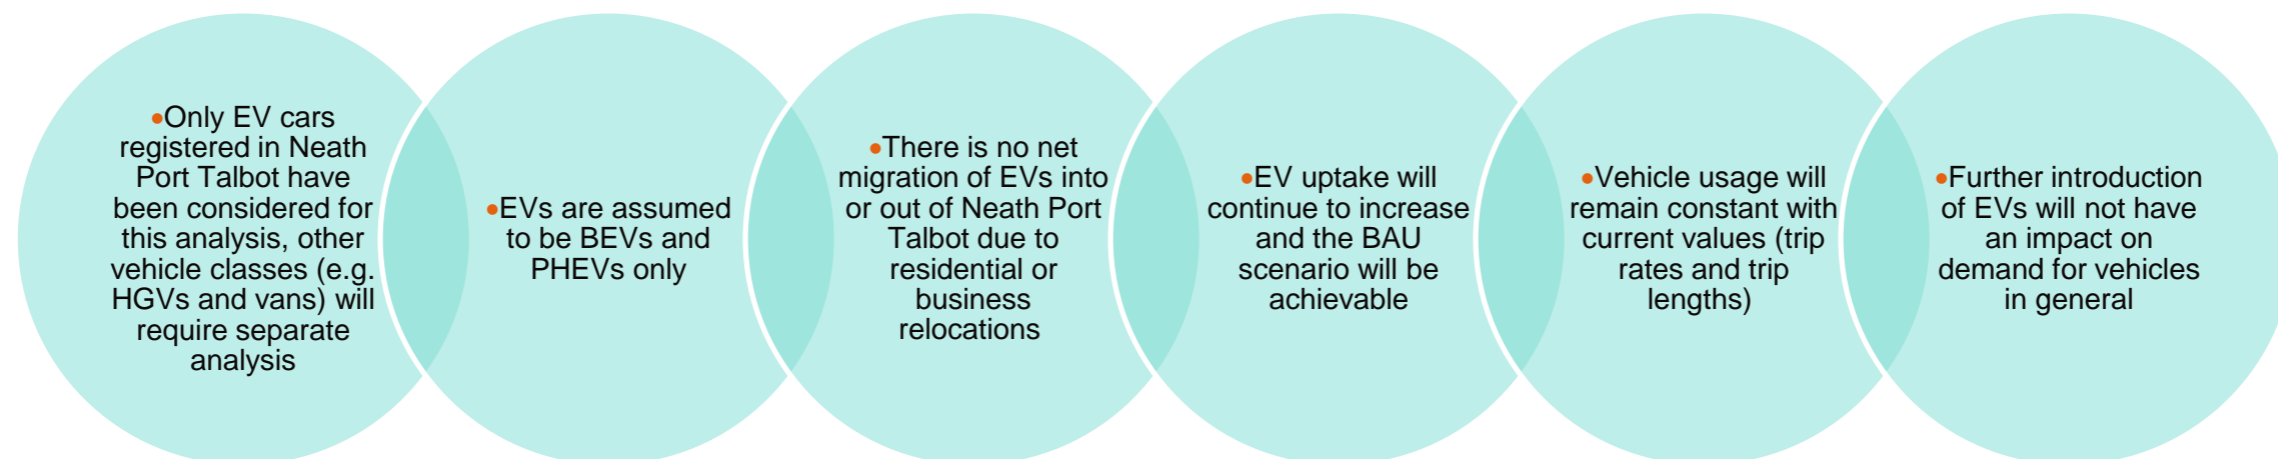 •Only EV cars
registered in Neath
Port Talbot have
been considered for
this analysis, other
vehicle classes (e.g.
HGVs and vans) will
require separate
analysis
•EVs are assumed
to be BEVs and
PHEVs only
•There is no net
migration of EVs into
or out of Neath Port
Talbot due to
residential or
business
relocations
•EV uptake will
continue to increase
and the BAU
scenario will be
achievable
•Vehicle usage will
remain constant with
current values (trip
rates and trip
lengths)
•Further introduction
of EVs will not have
an impact on
demand for vehicles
in general